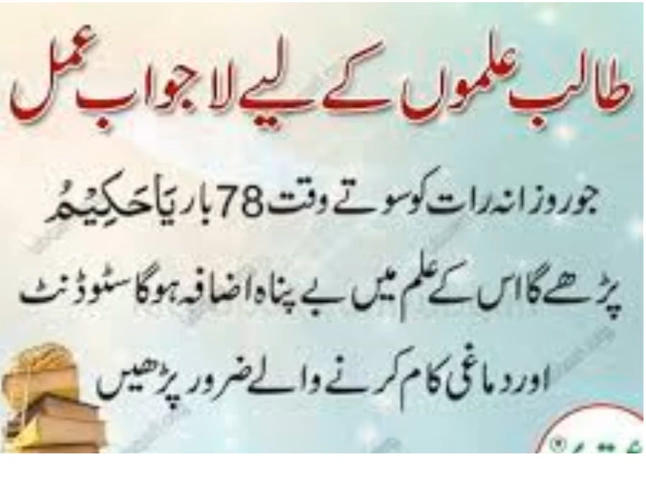 طالب علموں کے لیے لاجواب عمل
جو روزانہ رات کو سوتے وقت 78 بار یَاحَکِیْمُ
پڑھے گا اس کے علم میں بے پناہ اضافہ ہوگا سٹوڈنٹ
اور دماغی کام کرنے والے ضرور پڑھیں